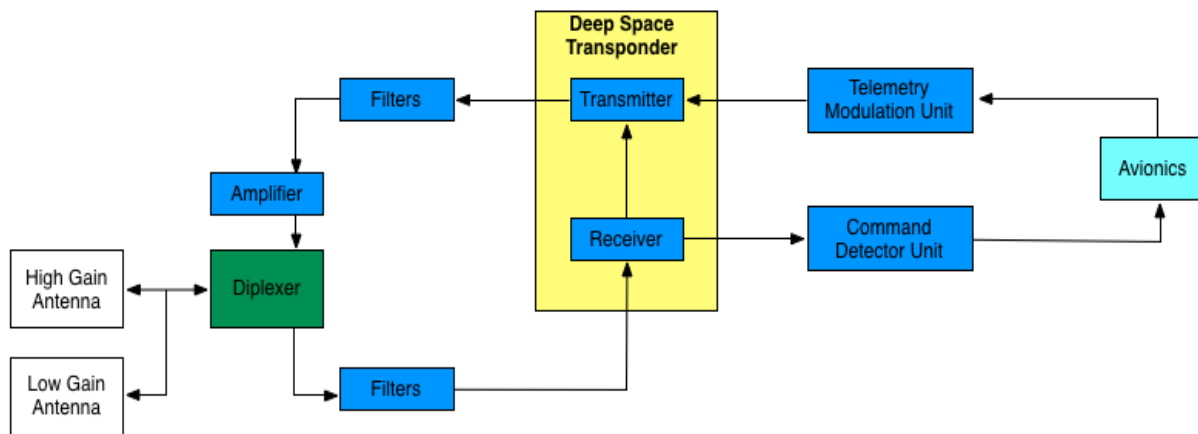 Deep Space
Transponder
Filters
Transmitter
Telemetry
Modulation Unit
Avionics
Amplifier
Receiver
Command
Detector Unit
High Gain
Antenna
Diplexer
Low Gain
Antenna
Filters